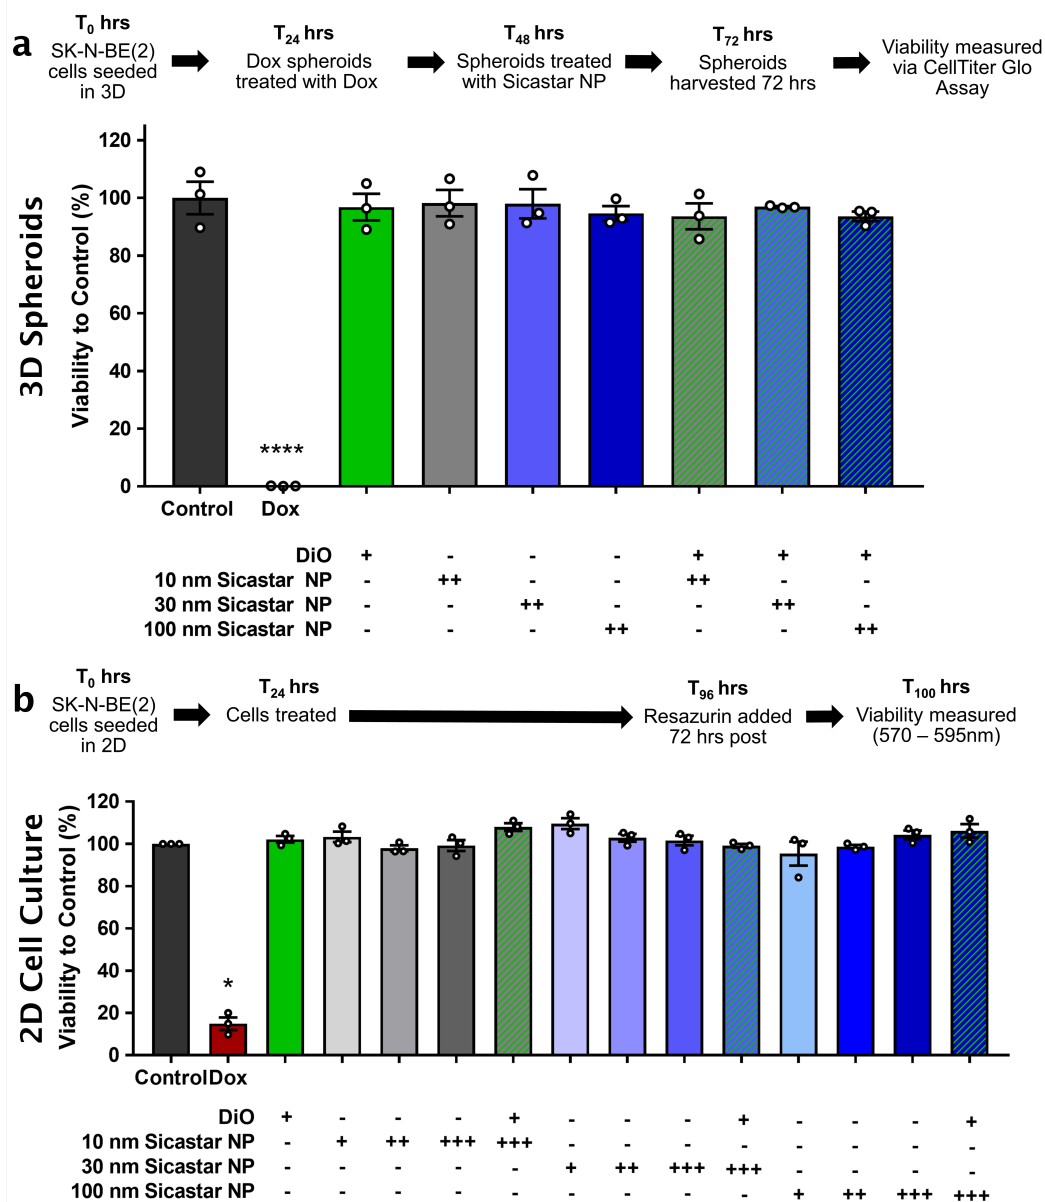 a
T0 hrs
SK-N-BE(2)
cells seeded
in 3D
T24 hrs
Dox spheroids
treated with Dox
T48 hrs
Spheroids treated
with Sicastar NP
T72 hrs
Spheroids
harvested 72 hrs
Viability measured
via CellTiter Glo
Assay
3D Spheroids
Viability to Control (%)
120
100
80
60
40
20
0
****
Control Dox
DiO + - - - + + +
10 nm Sicastar NP - ++ - - ++ - -
30 nm Sicastar NP - - ++ - - ++ -
100 nm Sicastar NP - - - ++ - - ++
b
T0 hrs
SK-N-BE(2)
cells seeded
in 2D
T24 hrs
Cells treated
T96 hrs
Resazurin added
72 hrs post
T100 hrs
Viability measured
(570 – 595nm)
2D Cell Culture
Viability to Control (%)
120
100
80
60
40
20
0
*
Control Dox
DiO + - - - + - - - + - - - +
10 nm Sicastar NP - + ++ +++ +++ - - - - - - - -
30 nm Sicastar NP - - - - - + ++ +++ +++ - - - -
100 nm Sicastar NP - - - - - - - - - + ++ +++ +++